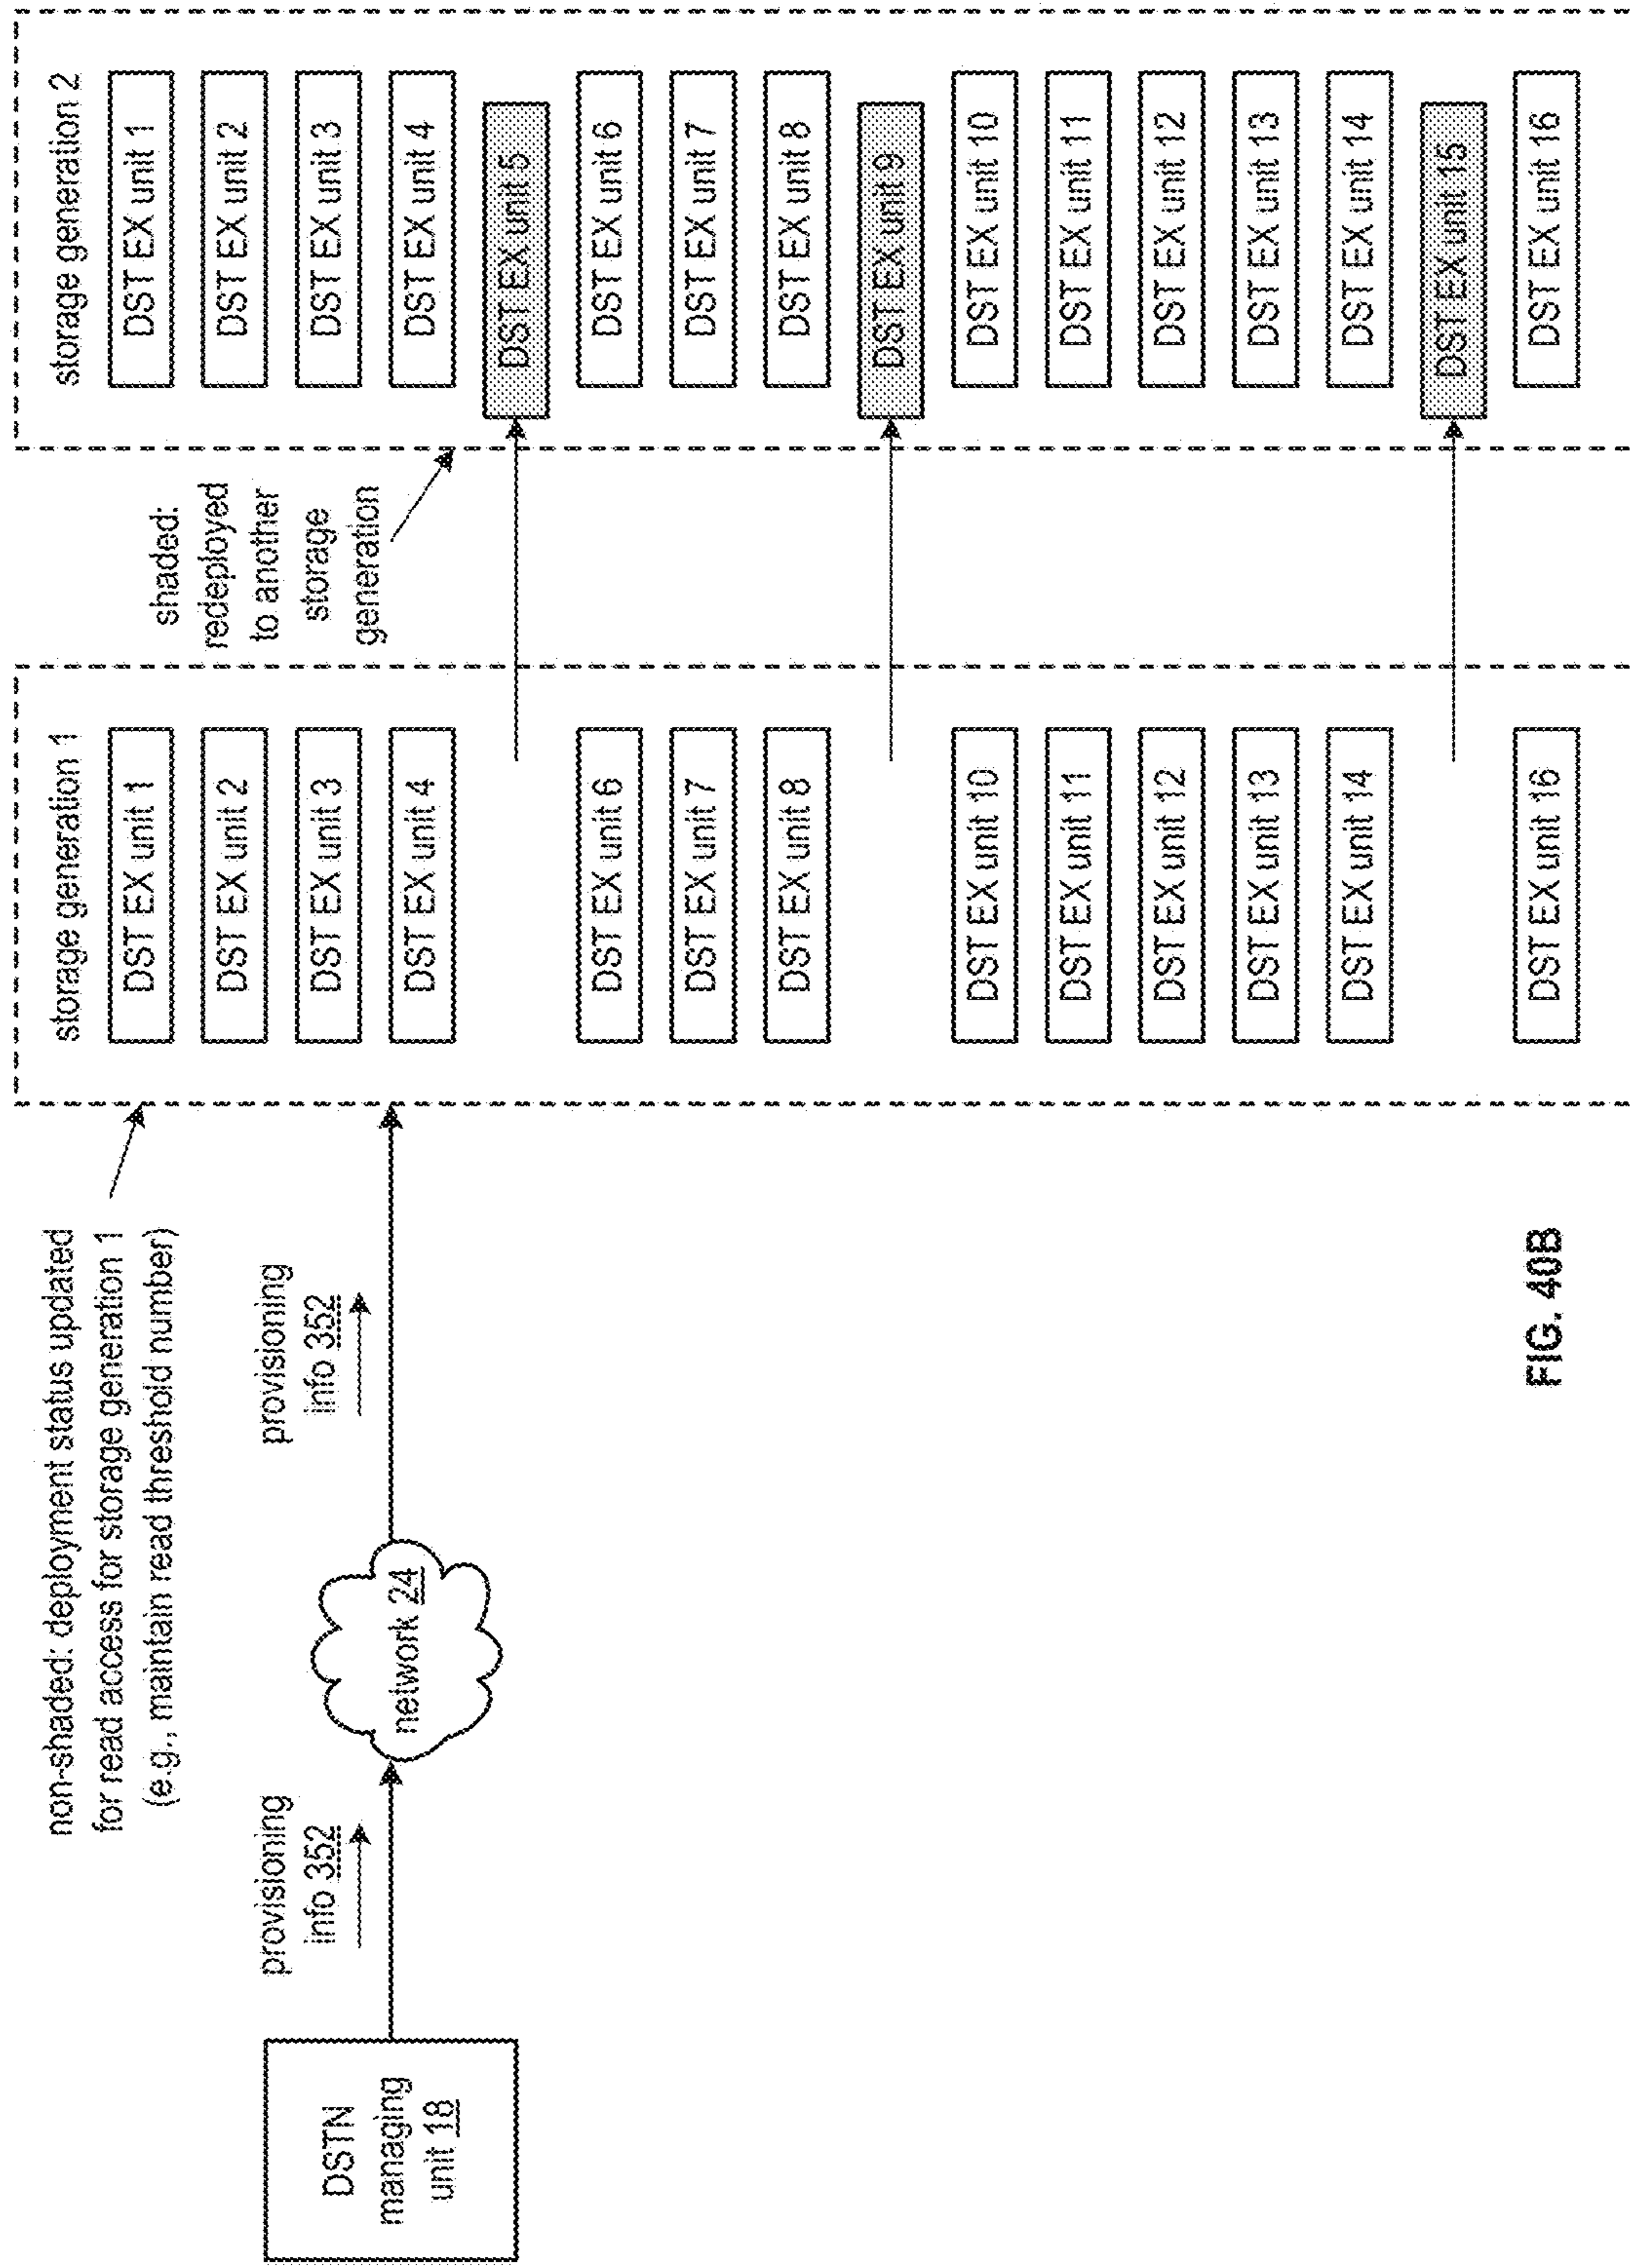 non-shaded: deployment status updated
for read access for storage generation 1
(e.g., maintain read threshold number)
DSTN
managing
unit 18
provisioning
info 352
network 24
provisioning
info 352
storage generation 1
DST EX unit 1
DST EX unit 2
DST EX unit 3
DST EX unit 4
DST EX unit 6
DST EX unit 7
DST EX unit 8
DST EX unit 10
DST EX unit 11
DST EX unit 12
DST EX unit 13
DST EX unit 14
DST EX unit 16
shaded:
redeployed
to another
storage
generation
storage generation 2
DST EX unit 1
DST EX unit 2
DST EX unit 3
DST EX unit 4
DST EX unit 5
DST EX unit 6
DST EX unit 7
DST EX unit 8
DST EX unit 9
DST EX unit 10
DST EX unit 11
DST EX unit 12
DST EX unit 13
DST EX unit 14
DST EX unit 15
DST EX unit 16
FIG. 40B